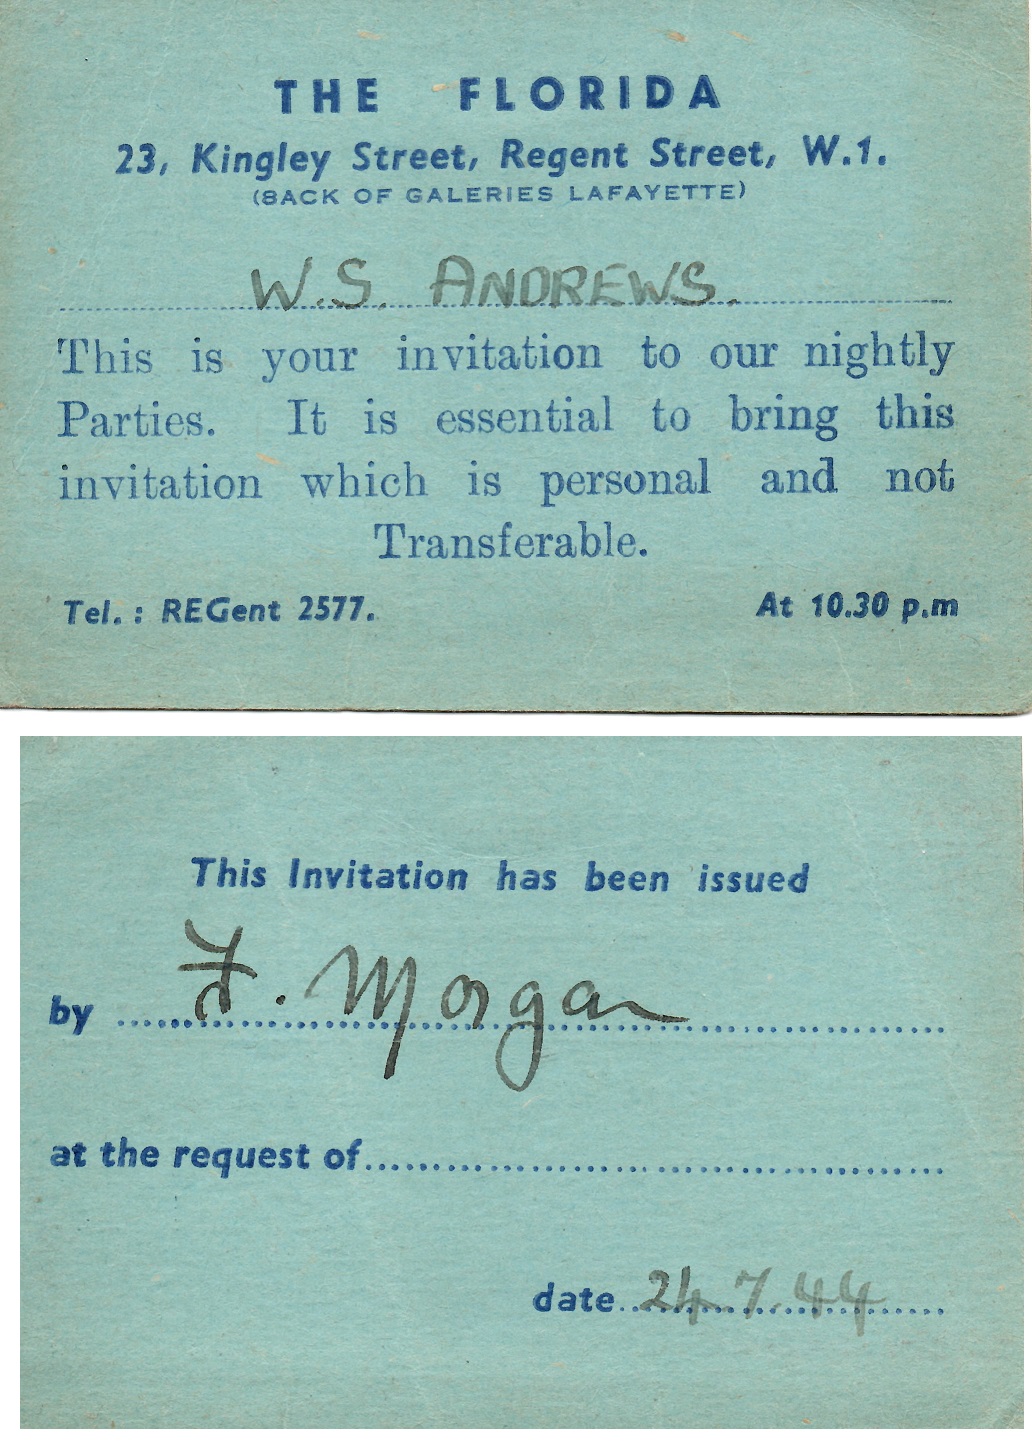 THE FLORIDA
23, Kingley Street, Regent Street, W.1.
(BACK OF GALERIES LAFAYETTE)
W.S. ANDREWS.
This is your invitation to our nightly
Parties. It is essential to bring this
invitation which is personal and not
Transferable.
Tel. : REGent 2577. At 10.30 p.m
This Invitation has been issued
by F. Morgan
at the request of
date 24.7.44